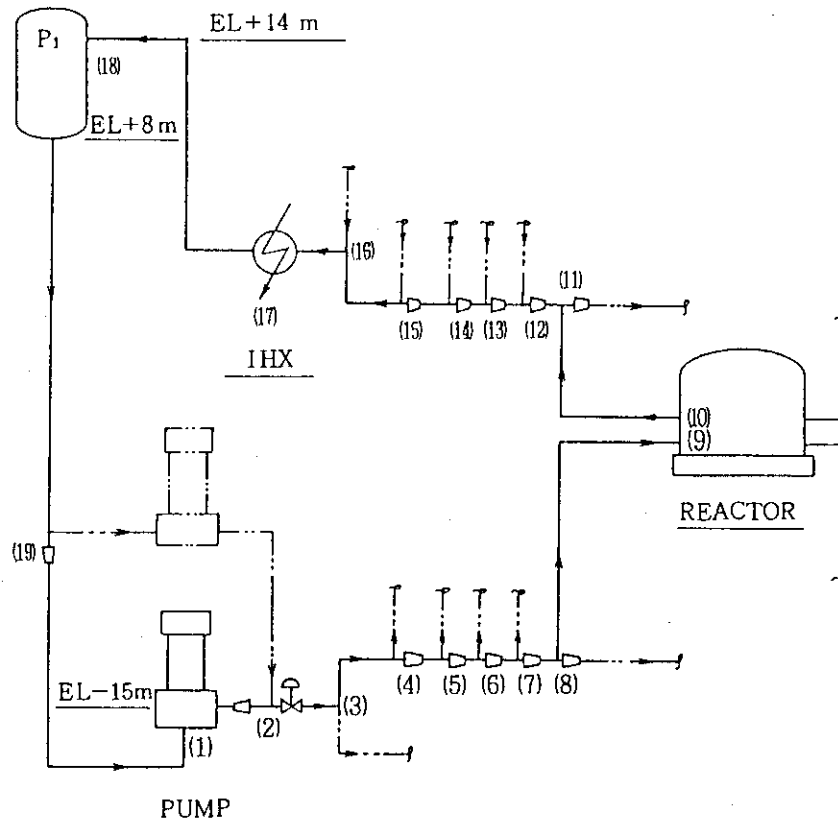 EL+14 m
P1
(18)
EL+8 m
(16)
(11)
(17)
(15)
(14)
(13)
(12)
IHX
(10)
(9)
REACTOR
(19)
(4)
(5)
(6)
(7)
(8)
EL-15m
(2)
(3)
(1)
PUMP